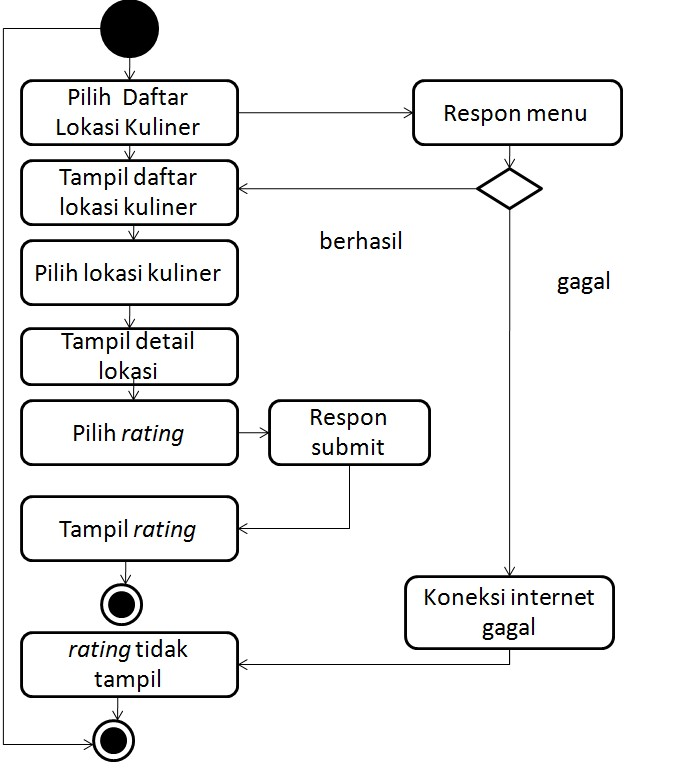 Pilih Daftar
Lokasi Kuliner
Respon menu
Tampil daftar
lokasi kuliner
berhasil
Pilih lokasi kuliner
gagal
Tampil detail
lokasi
Pilih rating
Respon
submit
Tampil rating
Koneksi internet
gagal
rating tidak
tampil